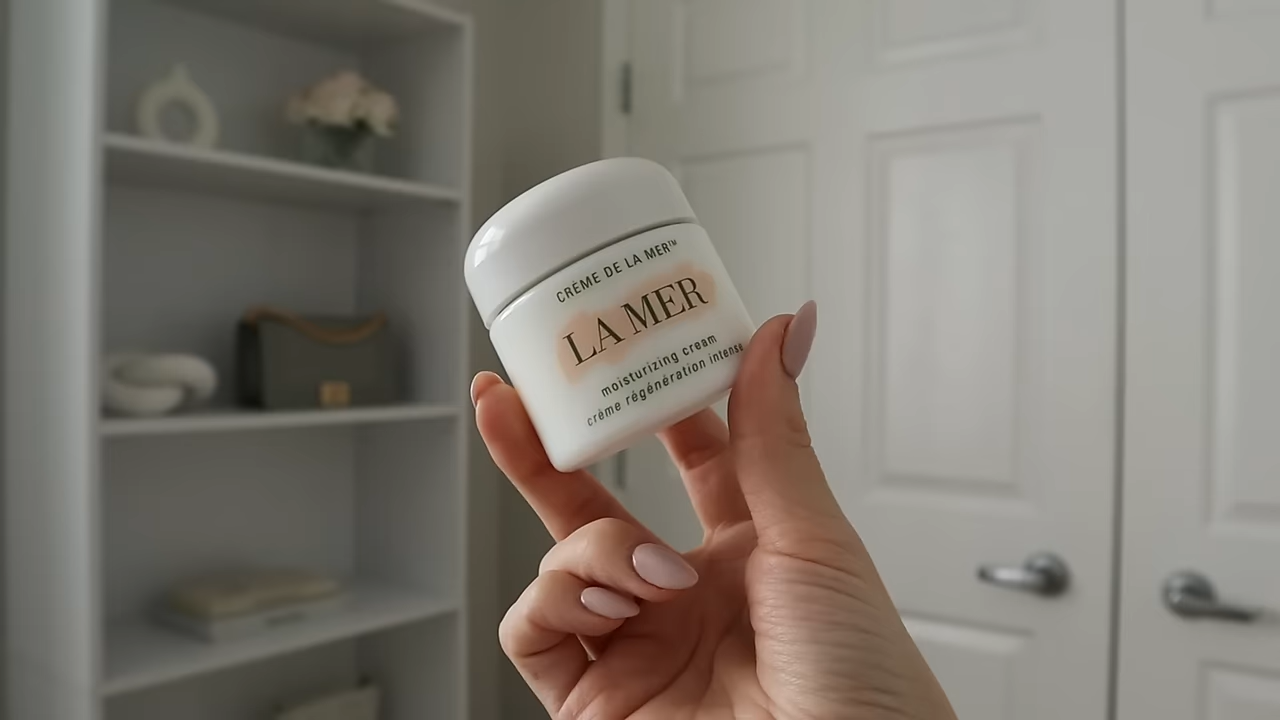 CRÈME DE LA MER™
LA MER
moisturizing cream
crème régénération intense